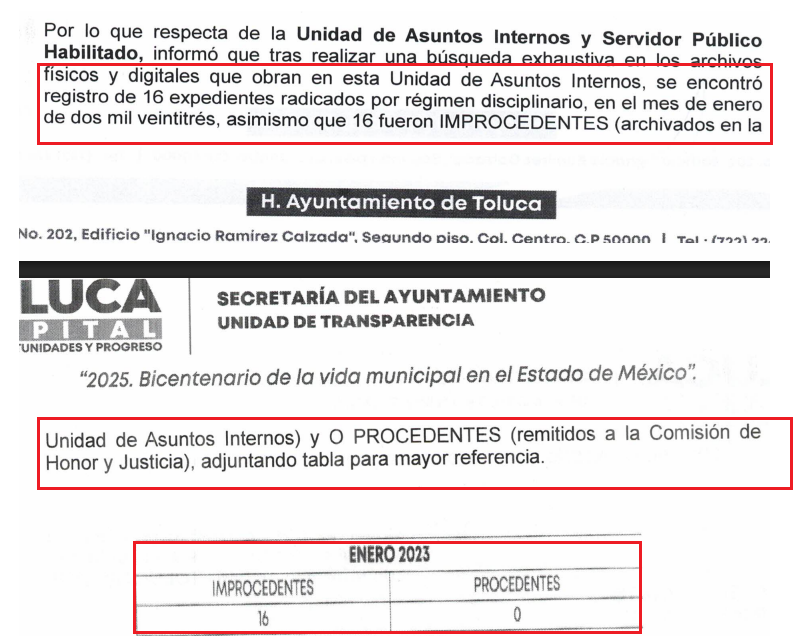 Por lo que respecta de la Unidad de Asuntos Internos y Servidor Público
Habilitado, informó que tras realizar una búsqueda exhaustiva en los archivos
físicos y digitales que obran en esta Unidad de Asuntos Internos, se encontró
registro de 16 expedientes radicados por régimen disciplinario, en el mes de enero
de dos mil veintitrés, asimismo que 16 fueron IMPROCEDENTES (archivados en la
H. Ayuntamiento de Toluca
No. 202, Edificio "Ignacio Ramírez Calzada", Segundo piso, Col. Centro, C.P 50000 | Tel.: (722) 22
LUCA
PITAL
TUNIDADES Y PROGRESO
SECRETARÍA DEL AYUNTAMIENTO
UNIDAD DE TRANSPARENCIA
“2025. Bicentenario de la vida municipal en el Estado de México”.
Unidad de Asuntos Internos) y O PROCEDENTES (remitidos a la Comisión de
Honor y Justicia), adjuntando tabla para mayor referencia.
ENERO 2023
IMPROCEDENTES PROCEDENTES
16 0